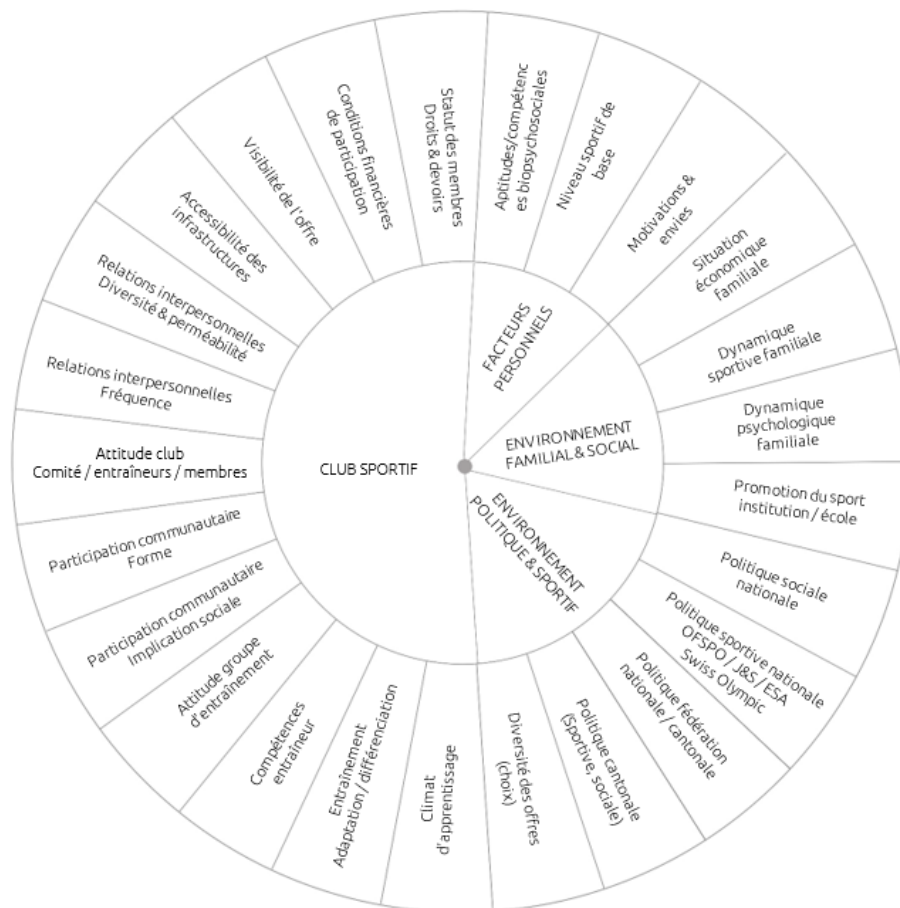 Statut des membres
Droits & devoirs
Aptitudes/compétenc
es biopsychosociales
Niveau sportif de
base
Motivations &
envies
Situation
économique
familiale
Dynamique
sportive familiale
Dynamique
psychologique
familiale
Promotion du sport
institution / école
Politique sociale
nationale
Politique sportive nationale
OFSPO / J&S / ESA
Swiss Olympic
Politique fédération
nationale / cantonale
Politique cantonale
(Sportive, sociale)
Diversité des offres
(choix)
Climat
d'apprentissage
Entraînement
Adaptation / différenciation
Compétences
entraîneur
Attitude groupe
d'entraînement
Participation communautaire
Implication sociale
Participation communautaire
Forme
Attitude club
Comité / entraîneurs / membres
Relations interpersonnelles
Fréquence
Relations interpersonnelles
Diversité & perméabilité
Accessibilité des
infrastructures
Visibilité de l'offre
Conditions financières
de participation
FACTEURS
PERSONNELS
ENVIRONNEMENT
FAMILIAL & SOCIAL
ENVIRONNEMENT
POLITIQUE & SPORTIF
CLUB SPORTIF